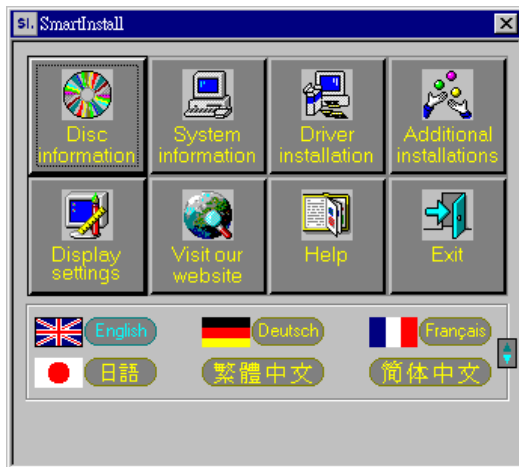 SI. SmartInstall
Disc information
System information
Driver installation
Additional installations
Display settings
Visit our website
Help
Exit
English
Deutsch
Français
日語
繁體中文
简体中文